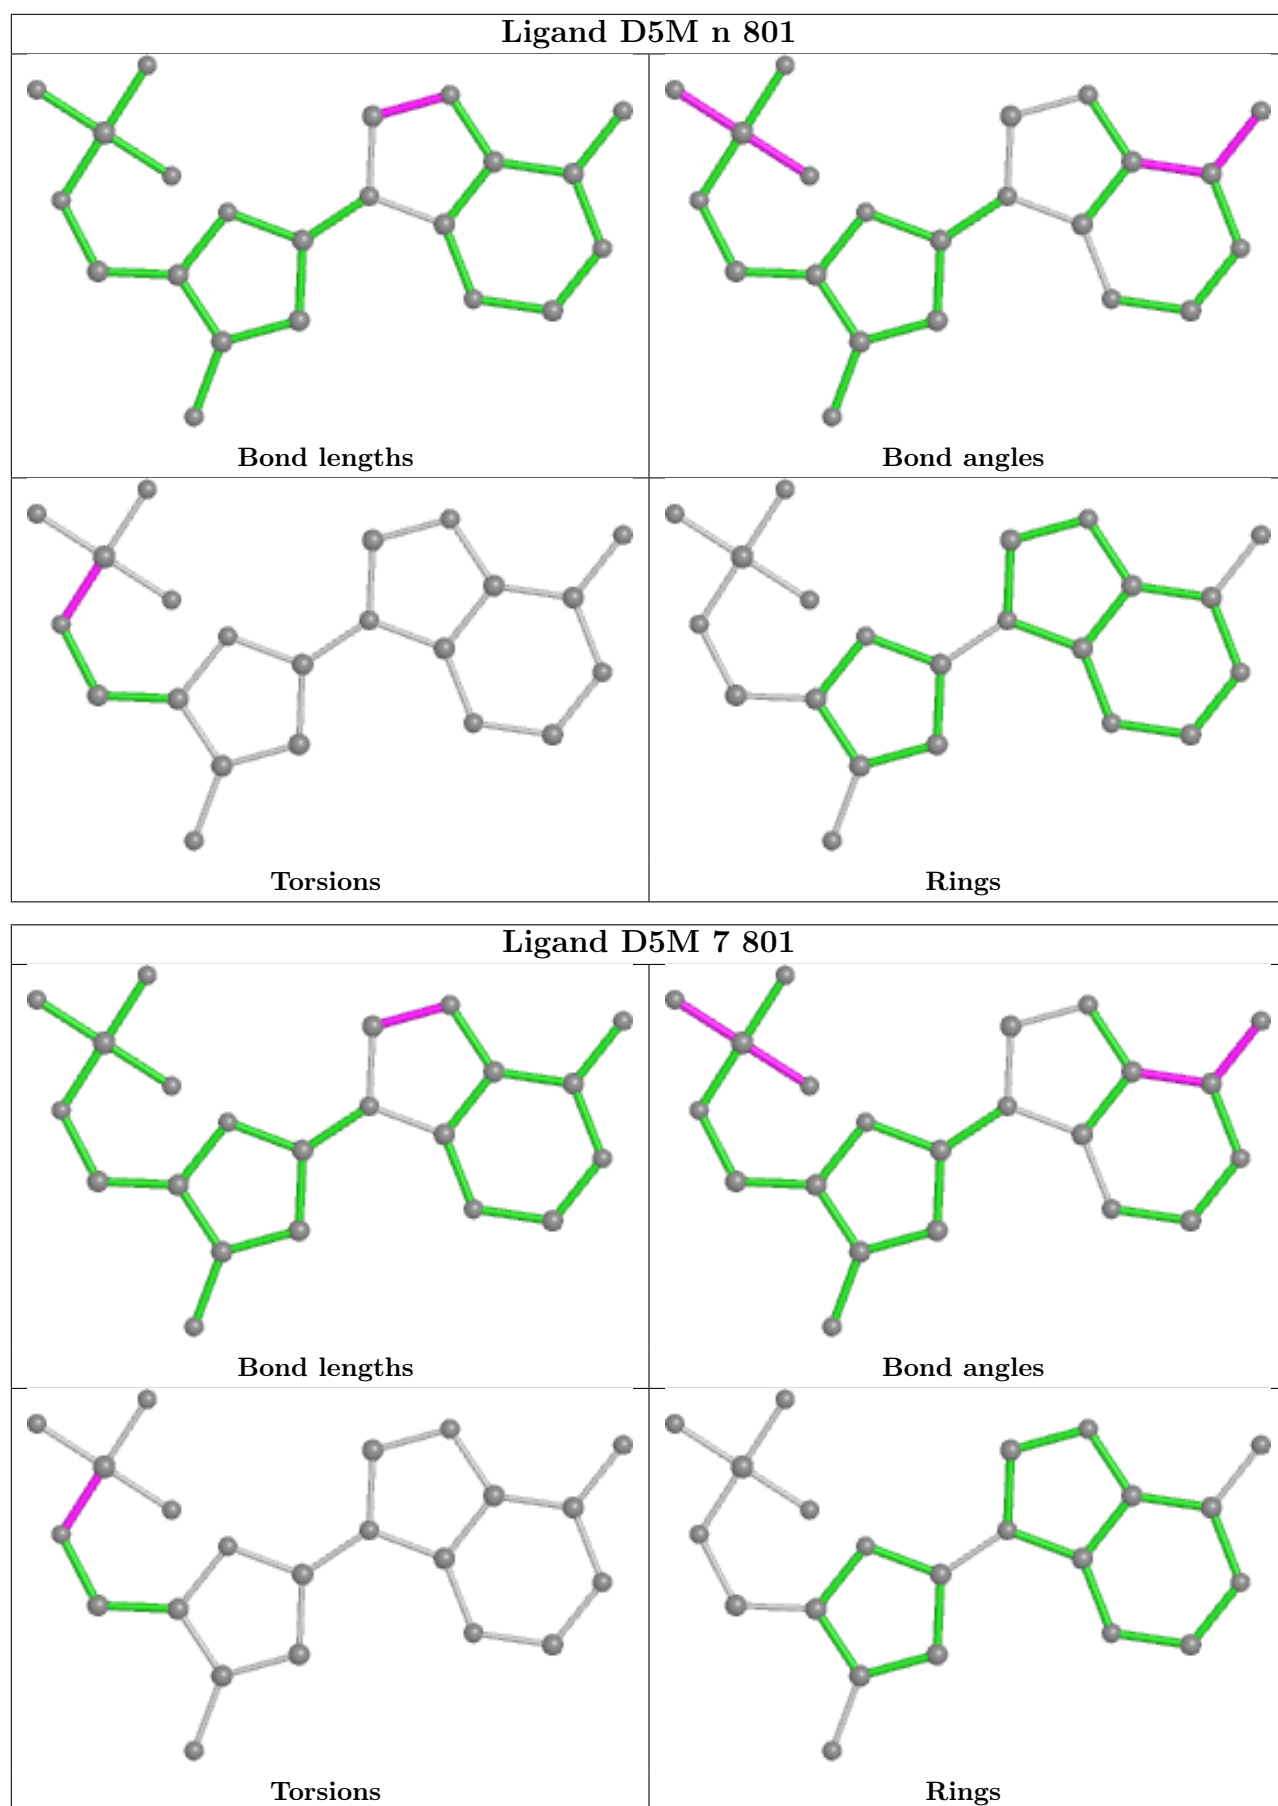 Ligand D5M n 801
Bond lengths
Bond angles
Torsions
Rings
Ligand D5M 7 801
Bond lengths
Bond angles
Torsions
Rings